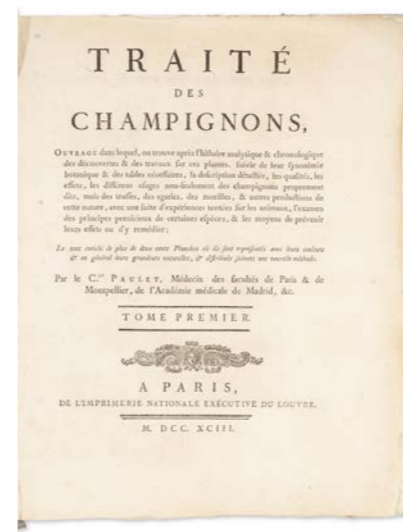 TRAITÉ
DES
CHAMPIGNONS,
OUVRAGE dans lequel, on trouve après l'histoire analytique & chronologique
des découvertes & des travaux sur ces plantes, suivie de leur synonimie
botanique & des tables nécessaires, la description détaillée, les qualités, les
effets, les différens usages non-seulement des champignons proprement
dits, mais des truffes, des agarics, des morilles, & autres productions de
cette nature, avec une suite d'expériences tentées sur les animaux, l'examen
des principes pernicieux de certaines espèces, & les moyens de prévenir
leurs effets ou d'y remédier;
Le tout enrichi de plus de deux cents Planches où ils sont représentés avec leurs couleurs
& en général leurs grandeurs naturelles, & distribués suivant une nouvelle méthode.
Par le C.en PAULET, Médecin des facultés de Paris & de
Montpellier, de l'Académie médicale de Madrid, &c.
TOME PREMIER.
A PARIS,
DE L'IMPRIMERIE NATIONALE EXÉCUTIVE DU LOUVRE.
M. DCC. XCIII.